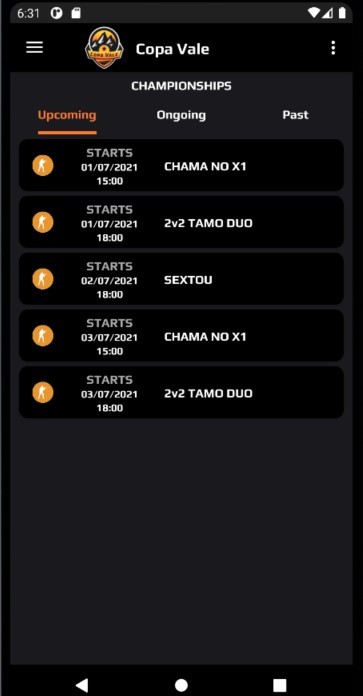 6:31
COPA VALE
Copa Vale
CHAMPIONSHIPS
Upcoming Ongoing Past
STARTS
01/07/2021
15:00
CHAMA NO X1
STARTS
01/07/2021
18:00
2v2 TAMO DUO
STARTS
02/07/2021
18:00
SEXTOU
STARTS
03/07/2021
15:00
CHAMA NO X1
STARTS
03/07/2021
18:00
2v2 TAMO DUO